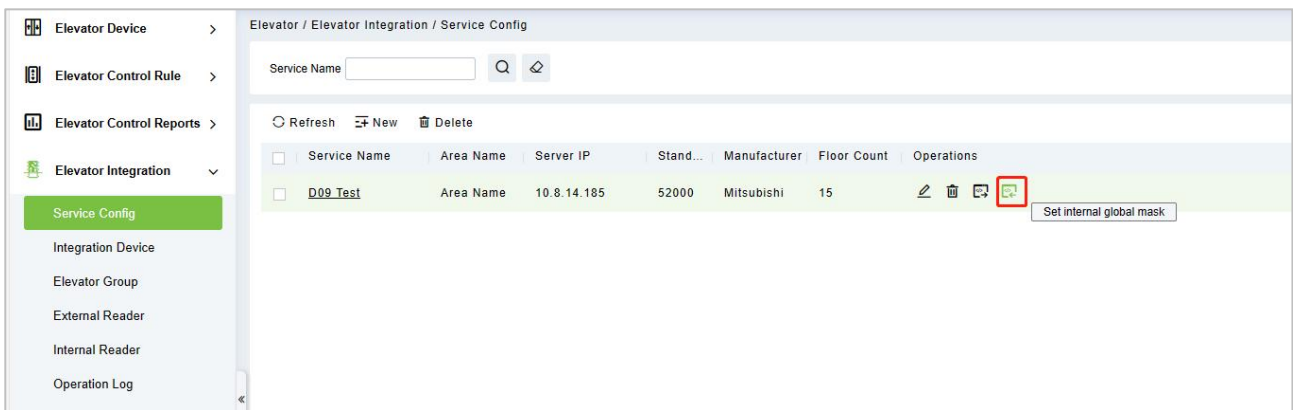 Elevator Device
Elevator Control Rule
Elevator Control Reports
Elevator Integration
Service Config
Integration Device
Elevator Group
External Reader
Internal Reader
Operation Log
Elevator / Elevator Integration / Service Config
Service Name
Refresh New Delete
Service Name Area Name Server IP Stand... Manufacturer Floor Count Operations
D09 Test Area Name 10.8.14.185 52000 Mitsubishi 15
Set internal global mask